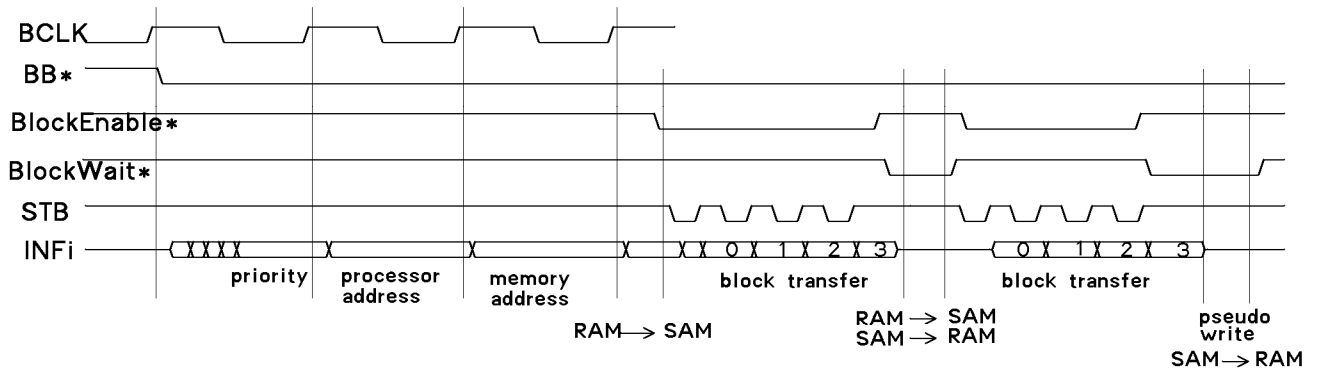 BCLK
BB*
BlockEnable*
BlockWait*
STB
INFi
0 1 2 3
0 1 2 3
priority
processor
address
memory
address
block transfer
block transfer
RAM→ SAM
RAM → SAM
SAM → RAM
pseudo
write
SAM → RAM